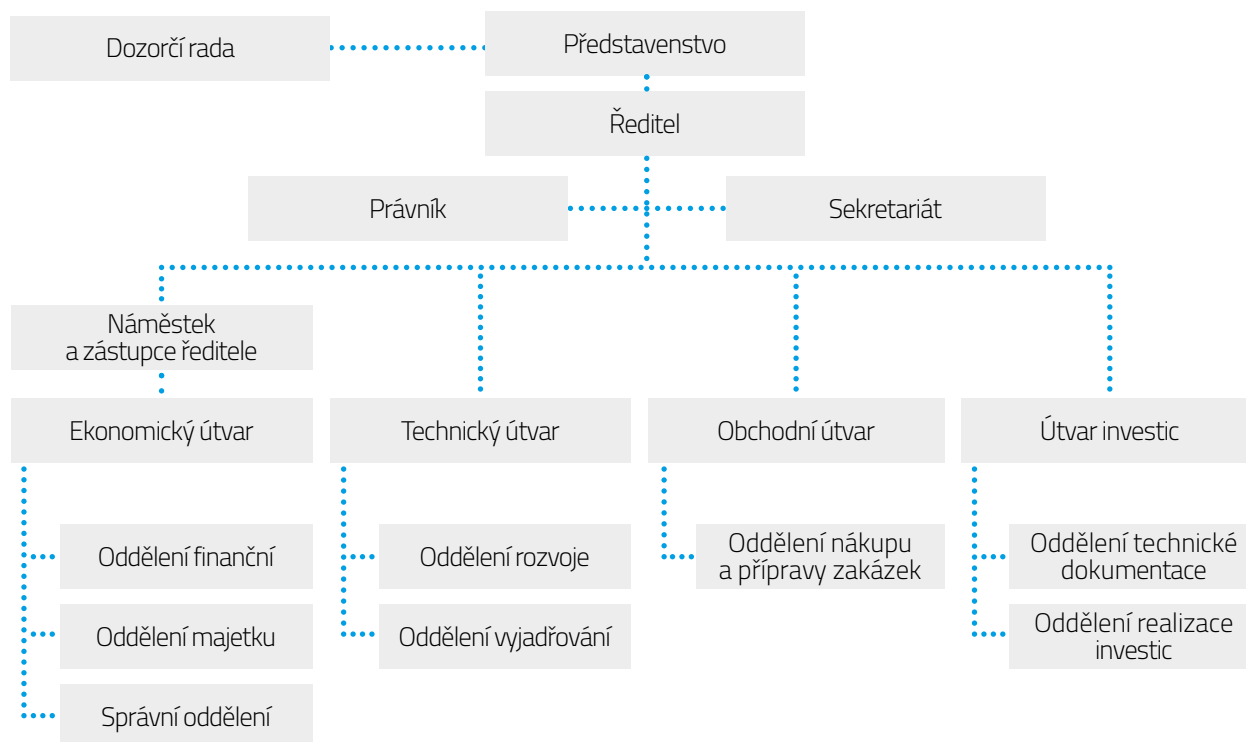 Dozorčí rada
Představenstvo
Ředitel
Právník
Sekretariát
Náměstek
a zástupce ředitele
Ekonomický útvar
Technický útvar
Obchodní útvar
Útvar investic
Oddělení finanční
Oddělení rozvoje
Oddělení nákupu
a přípravy zakázek
Oddělení technické
dokumentace
Oddělení majetku
Oddělení vyjadřování
Oddělení realizace
investic
Správní oddělení